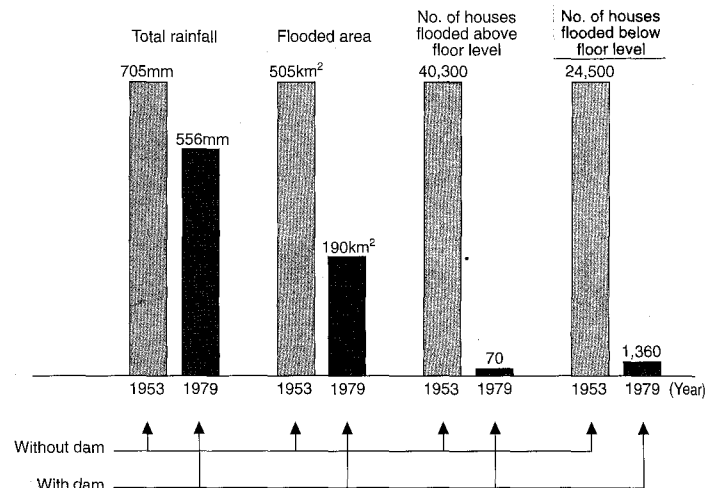 Total rainfall
Flooded area
No. of houses
flooded above
floor level
No. of houses
flooded below
floor level
705mm
505km²
40,300
24,500
556mm
190km²
70
1,360
1953 1979 1953 1979 1953 1979 1953 1979 (Year)
Without dam
With dam